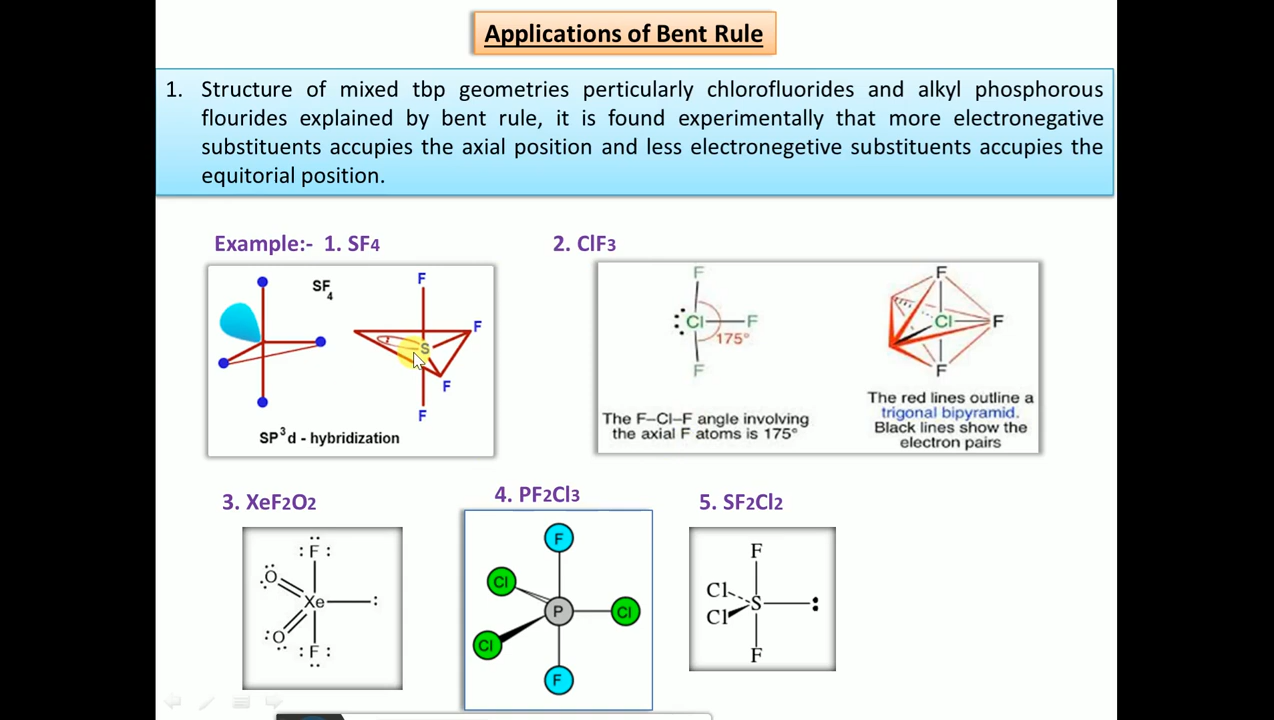 Applications of Bent Rule
1. Structure of mixed tbp geometries perticularly chlorofluorides and alkyl phosphorous
flourides explained by bent rule, it is found experimentally that more electronegative
substituents accupies the axial position and less electronegetive substituents accupies the
equitorial position.
Example:- 1. SF4
2. ClF3
SF4
F
F
S
F
F
SP3d - hybridization
F
Cl
F
175°
F
The F–Cl–F angle involving
the axial F atoms is 175°
F
Cl
F
F
The red lines outline a
trigonal bipyramid.
Black lines show the
electron pairs
3. XeF2O2
4. PF2Cl3
5. SF2Cl2
:F:
O
Xe
:
:O
:F:
F
Cl
P
Cl
Cl
F
F
Cl
S
:
Cl
F